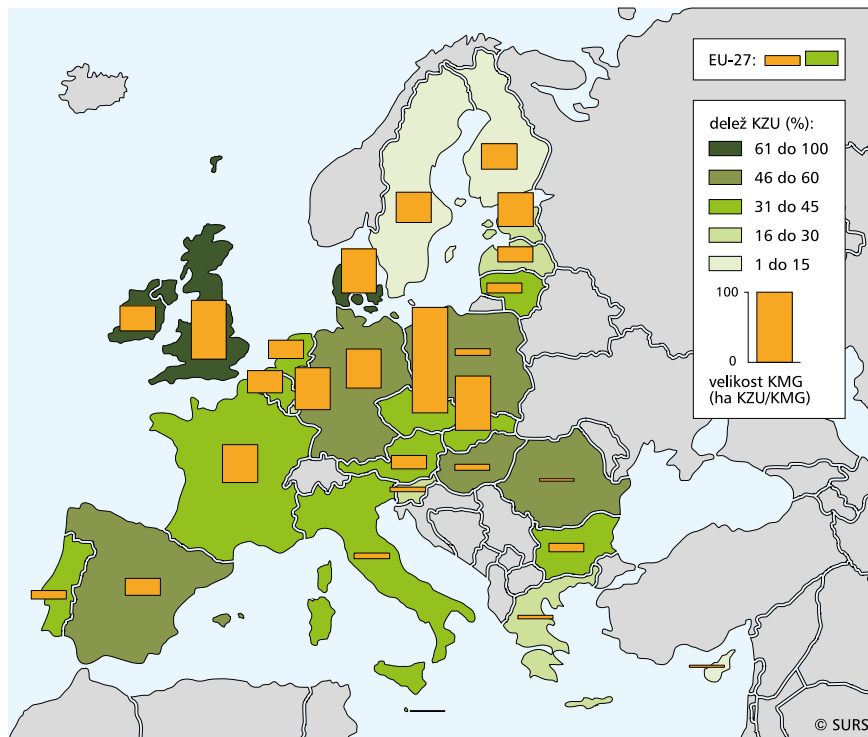 EU-27:
delež KZU (%):
61 do 100
46 do 60
31 do 45
16 do 30
1 do 15
100
0
velikost KMG
(ha KZU/KMG)
© SURS